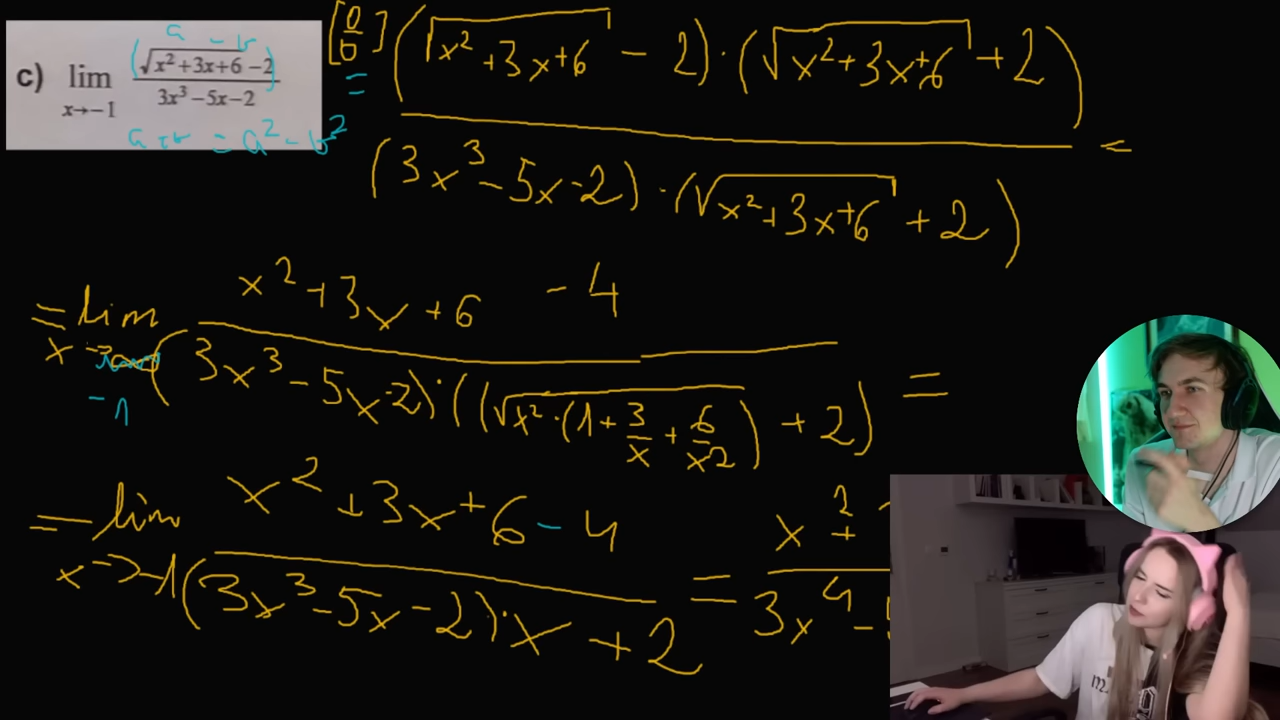 c) lim x→-1 (√x²+3x+6 -2) / 3x³-5x-2
a - b
a+b = a² - b²
[0/0] = (√x²+3x+6 - 2)·(√x²+3x+6 + 2) / (3x³-5x-2)·(√x²+3x+6 + 2) =
= lim x→ -1 x²+3x+6 -4 / (3x³-5x-2)·((√x²·(1+3/x+6/x2) + 2) =
= lim x→-1 x²+3x+6-4 / (3x³-5x-2)·x+2 = x²+ / 3x⁴-